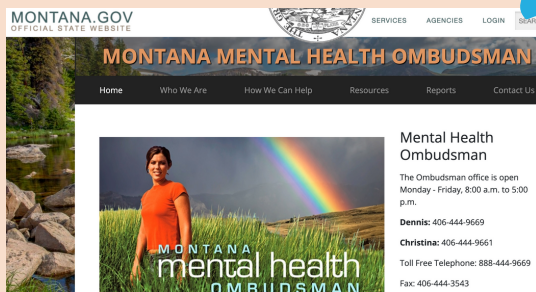 MONTANA.GOV
OFFICIAL STATE WEBSITE
SERVICES AGENCIES LOGIN
MONTANA MENTAL HEALTH OMBUDSMAN
Home Who We Are How We Can Help Resources Reports Contact Us
MONTANA
mental health
OMBUDSMAN
Mental Health
Ombudsman
The Ombudsman office is open
Monday - Friday, 8:00 a.m. to 5:00
p.m.
Dennis: 406-444-9669
Christina: 406-444-9661
Toll Free Telephone: 888-444-9669
Fax: 406-444-3543